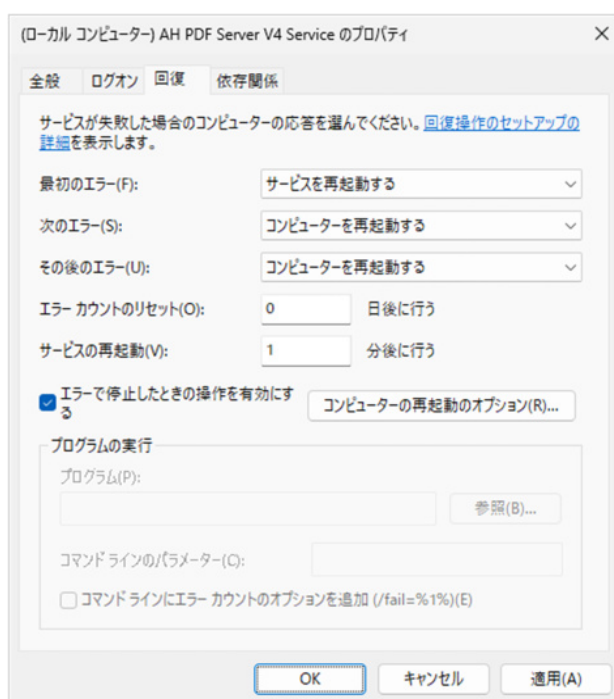 (ローカル コンピューター) AH PDF Server V4 Service のプロパティ
全般 ログオン 回復 依存関係
サービスが失敗した場合のコンピューターの応答を選んでください。回復操作のセットアップの
詳細を表示します。
最初のエラー(F): サービスを再起動する
次のエラー(S): コンピューターを再起動する
その後のエラー(U): コンピューターを再起動する
エラー カウントのリセット(O): 0 日後に行う
サービスの再起動(V): 1 分後に行う
エラーで停止したときの操作を有効にす
る
コンピューターの再起動のオプション(R)...
プログラムの実行
プログラム(P):
参照(B)...
コマンド ラインのパラメーター(C):
コマンド ラインにエラー カウントのオプションを追加 (/fail=%1%)(E)
OK キャンセル 適用(A)